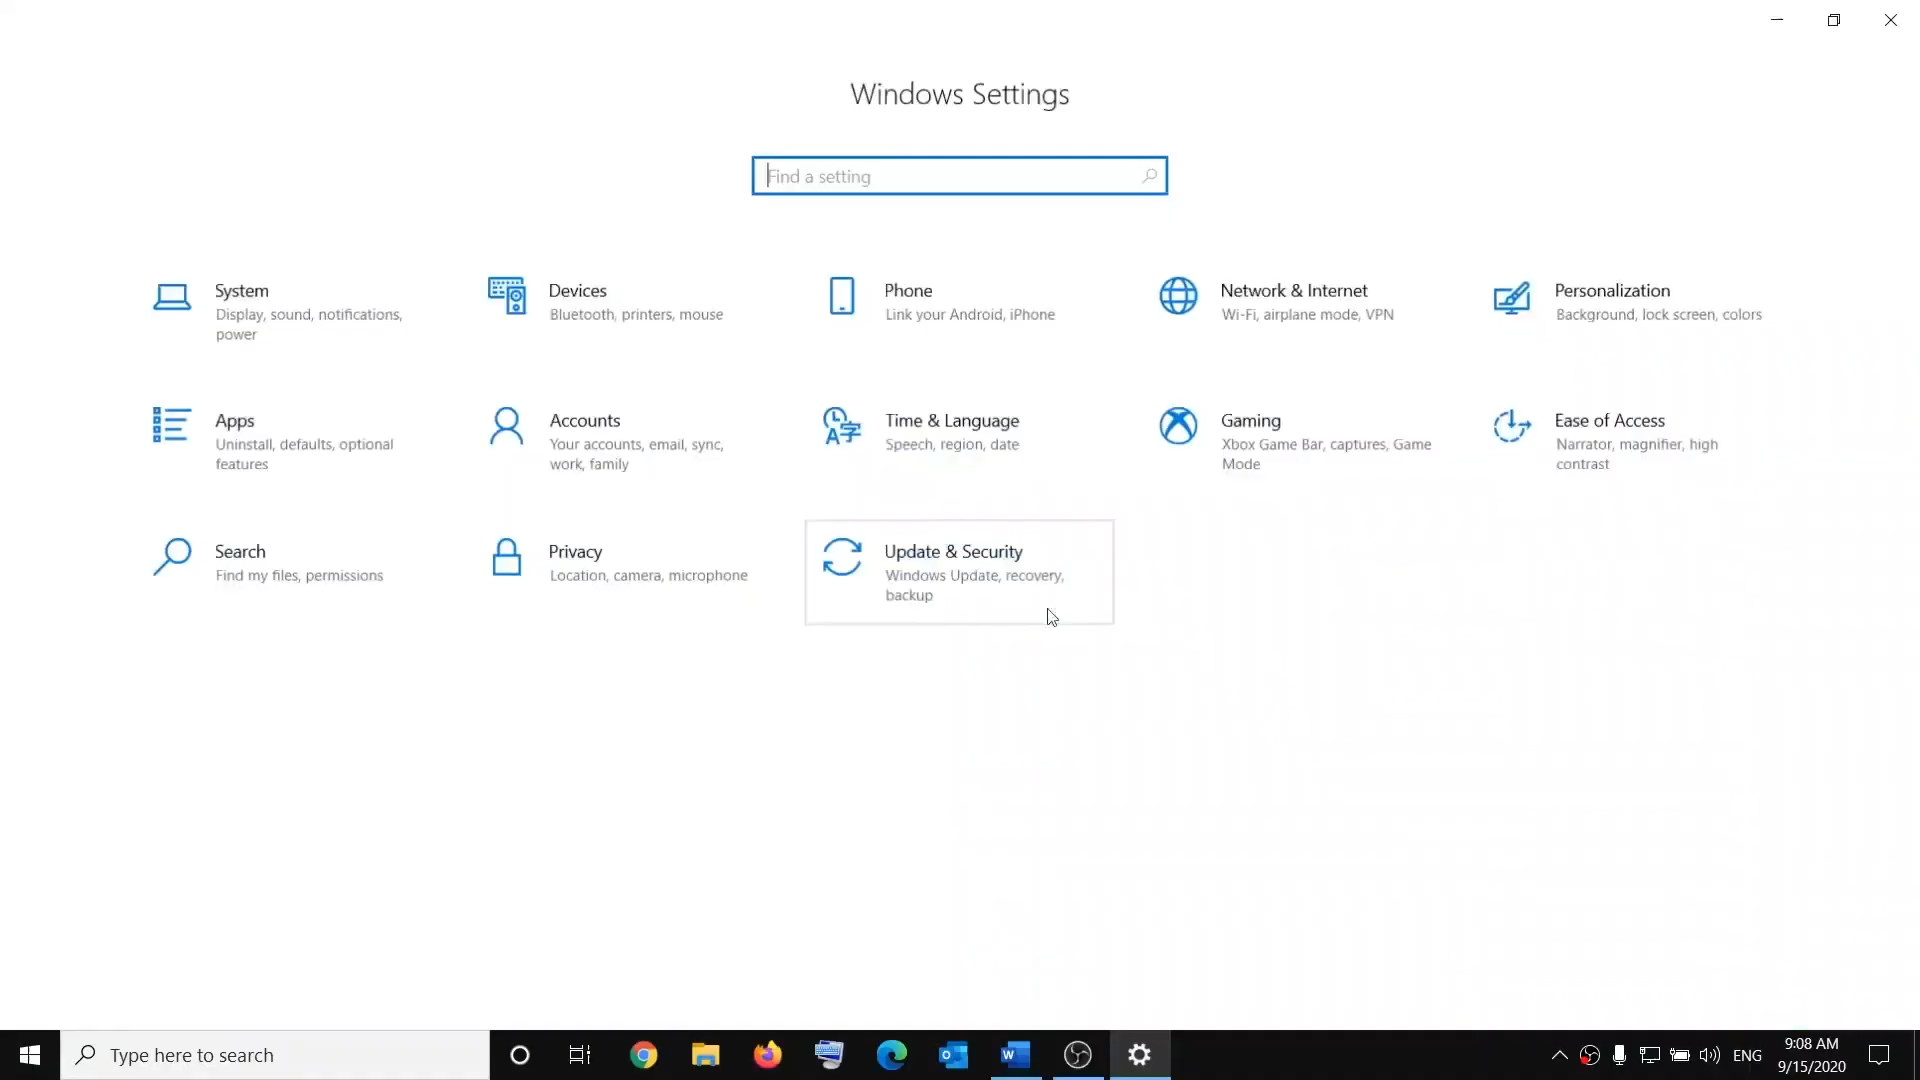 Windows Settings
Find a setting
System
Display, sound, notifications,
power
Devices
Bluetooth, printers, mouse
Phone
Link your Android, iPhone
Network & Internet
Wi-Fi, airplane mode, VPN
Personalization
Background, lock screen, colors
Apps
Uninstall, defaults, optional
features
Accounts
Your accounts, email, sync,
work, family
Time & Language
Speech, region, date
Gaming
Xbox Game Bar, captures, Game
Mode
Ease of Access
Narrator, magnifier, high
contrast
Search
Find my files, permissions
Privacy
Location, camera, microphone
Update & Security
Windows Update, recovery,
backup
Type here to search
ENG
9:08 AM
9/15/2020